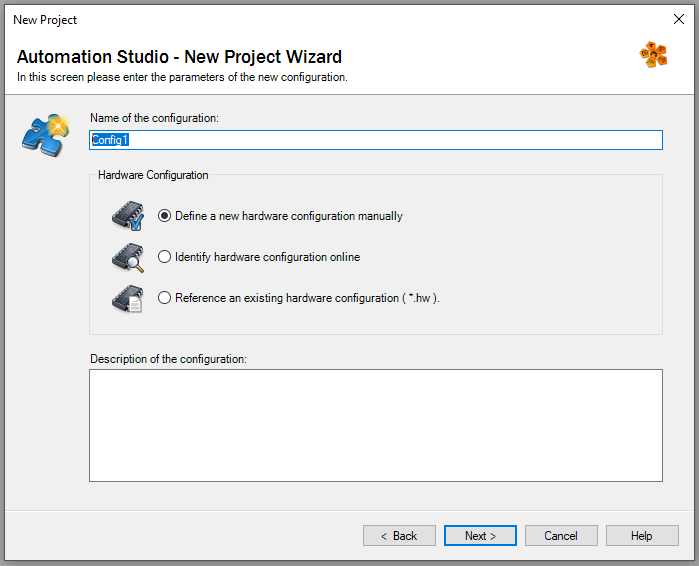 New Project
Automation Studio - New Project Wizard
In this screen please enter the parameters of the new configuration.
Name of the configuration:
Config1
Hardware Configuration
Define a new hardware configuration manually
Identify hardware configuration online
Reference an existing hardware configuration ( *.hw ).
Description of the configuration:
< Back Next > Cancel Help